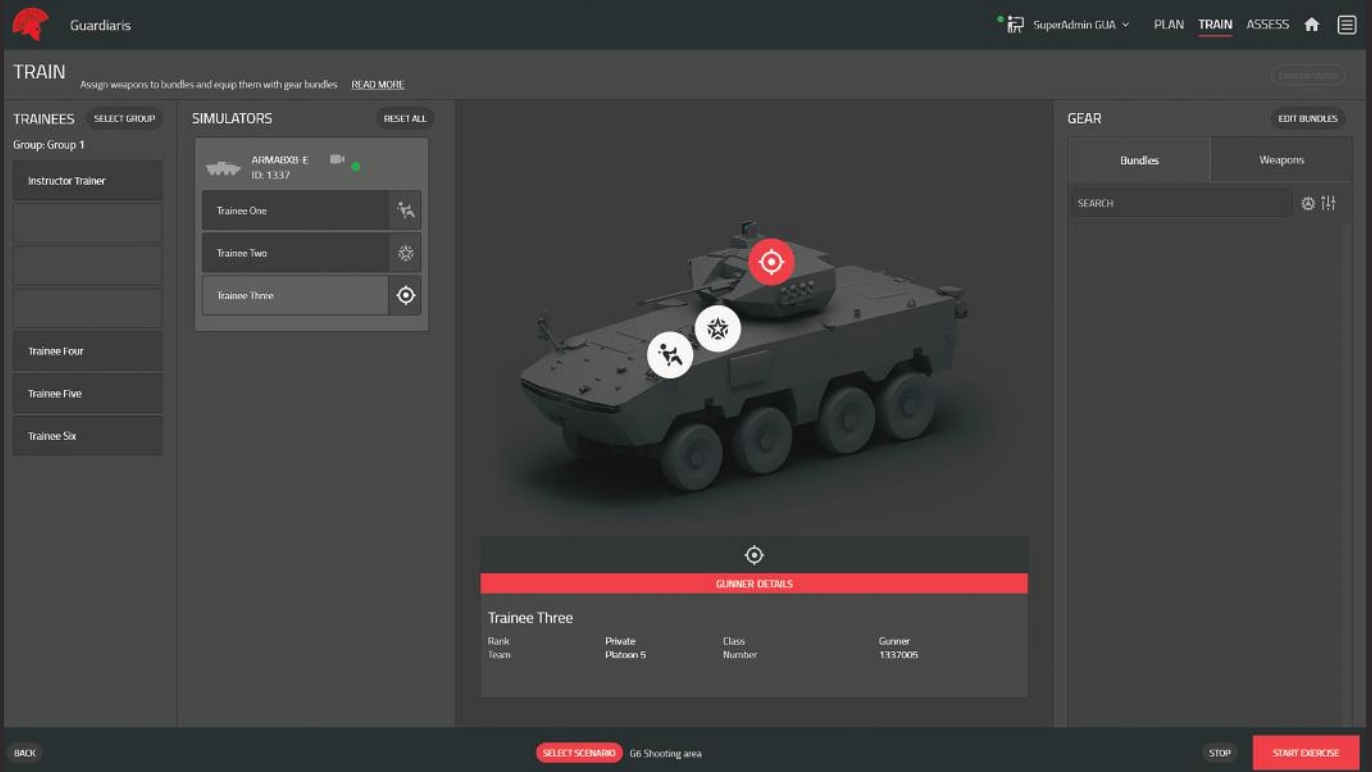 Guardiaris
SuperAdmin GUA
PLAN
TRAIN
ASSESS
TRAIN
Assign weapons to bundles and equip them with gear bundles READ MORE
Exercise status
TRAINEES
SELECT GROUP
Group: Group 1
Instructor Trainer
Trainee Four
Trainee Five
Trainee Six
SIMULATORS
RESET ALL
ARMA8X8-E
ID: 1337
Trainee One
Trainee Two
Trainee Three
GUNNER DETAILS
Trainee Three
Rank Private Class Gunner
Team Platoon 5 Number 1337005
GEAR
EDIT BUNDLES
Bundles
Weapons
SEARCH
BACK
SELECT SCENARIO
G6 Shooting area
STOP
START EXERCISE